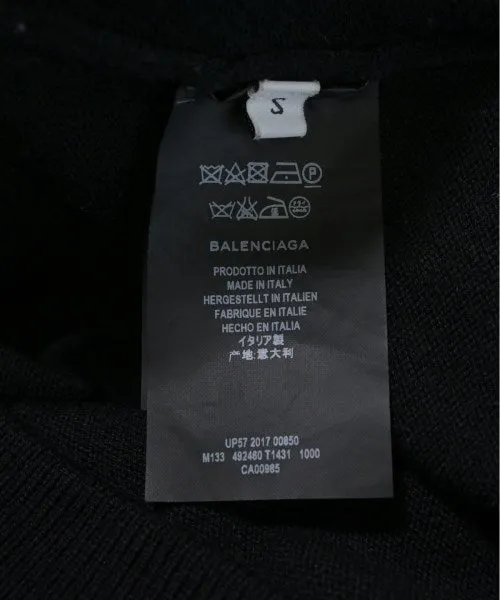 S
P
BALENCIAGA
PRODOTTO IN ITALIA
MADE IN ITALY
HERGESTELLT IN ITALIEN
FABRIQUE EN ITALIE
HECHO EN ITALIA
イタリア製
产地:意大利
UP57 2017 00850
M133 492480 T1431 1000
CA00985